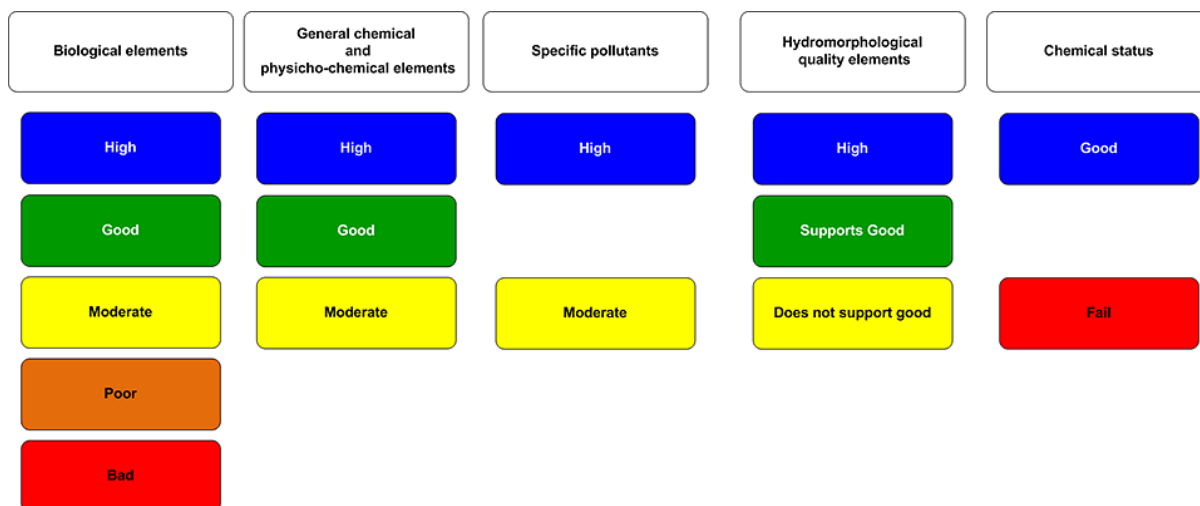 Biological elements
General chemical
and
physicho-chemical elements
Specific pollutants
Hydromorphological
quality elements
Chemical status
High
High
High
High
Good
Good
Good
Supports Good
Moderate
Moderate
Moderate
Does not support good
Fail
Poor
Bad